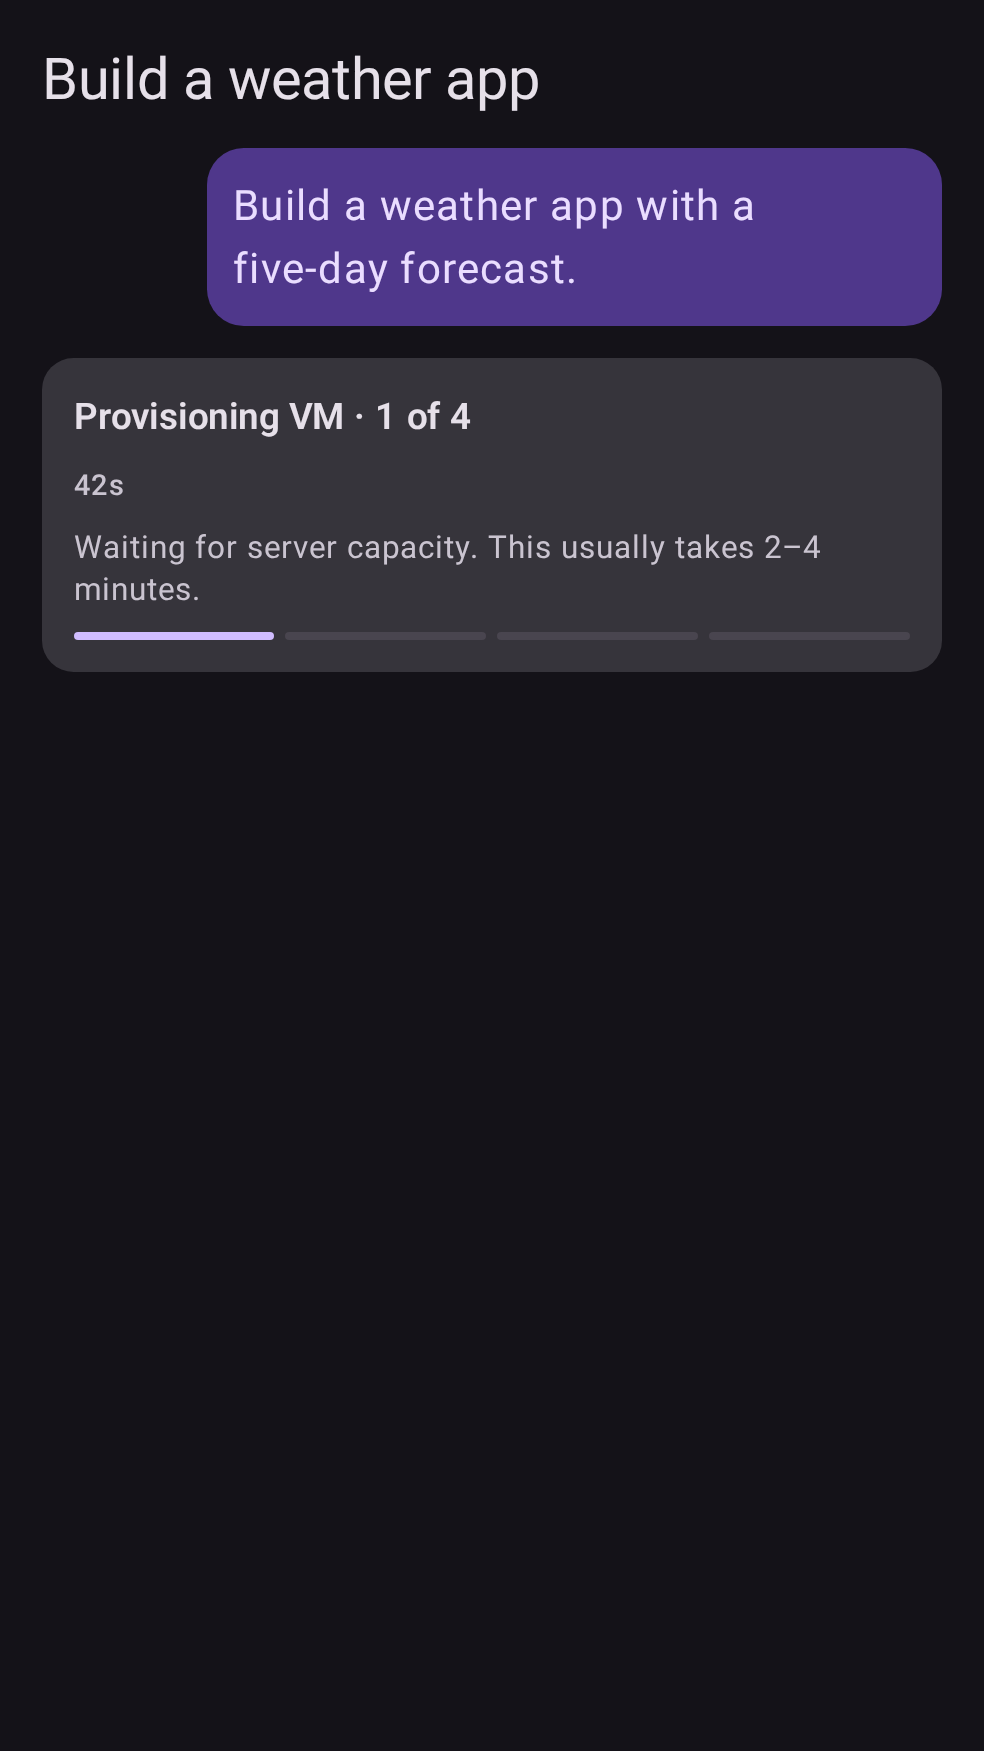 Build a weather app
Build a weather app with a
five-day forecast.
Provisioning VM · 1 of 4
42s
Waiting for server capacity. This usually takes 2–4
minutes.